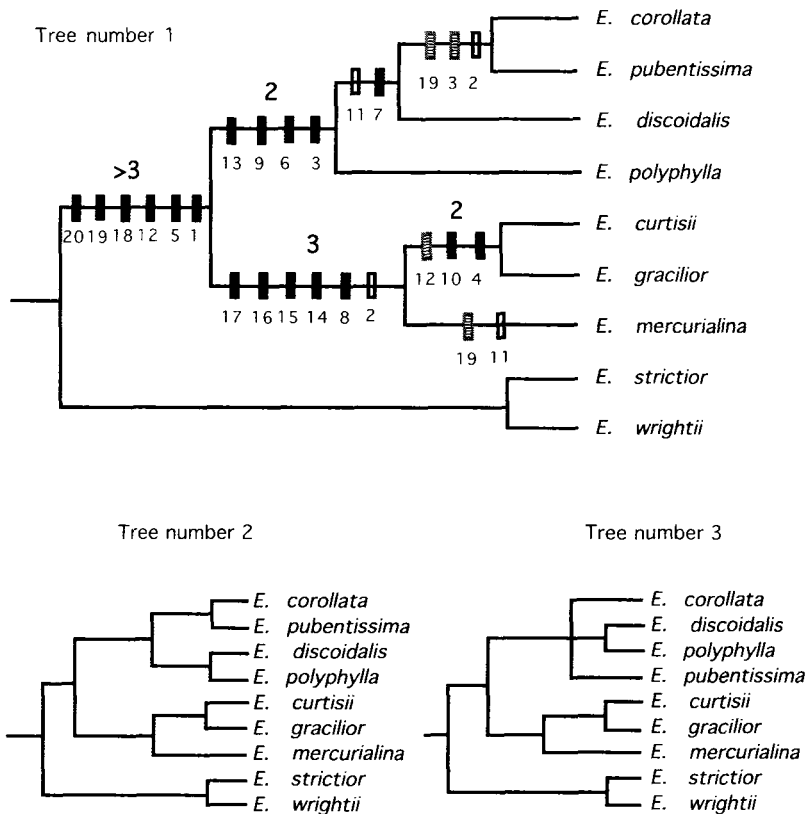 Tree number 1
E. corollata
19 3 2
E. pubentissima
2
11 7
E. discoidalis
13 9 6 3
E. polyphylla
>3
20 19 18 12 5 1
2
E. curtisii
3
12 10 4
E. gracilior
17 16 15 14 8 2
E. mercurialina
19 11
E. strictior
E. wrightii
Tree number 2
E. corollata
E. pubentissima
E. discoidalis
E. polyphylla
E. curtisii
E. gracilior
E. mercurialina
E. strictior
E. wrightii
Tree number 3
E. corollata
E. discoidalis
E. polyphylla
E. pubentissima
E. curtisii
E. gracilior
E. mercurialina
E. strictior
E. wrightii